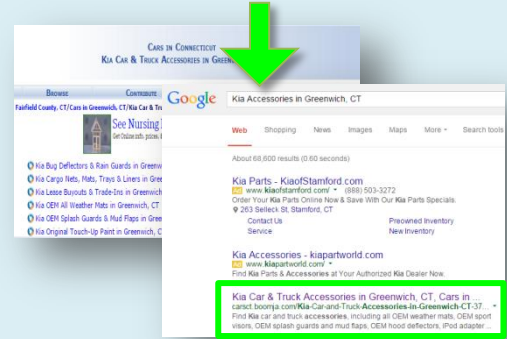 CARS IN CONNECTICUT
KIA CAR & TRUCK ACCESSORIES IN
BROWSE
CONTRIBUTE
Fairfield County, CT/Cars in Greenwich, CT/Kia Car &
See Nursing
Get Online info, prices,
Kia Bug Deflectors & Rain Guards in
Kia Cargo Nets, Mats, Trays & Liners in
Kia Lease Buyouts & Trade-Ins in Greenwich
Kia OEM All Weather Mats in Greenwich, CT
Kia OEM Splash Guards & Mud Flaps in
Kia Original Touch-Up Paint in Greenwich, C
Google
Kia Accessories in Greenwich, CT
Web Shopping News Images Maps More Search tools
About 68,600 results (0.60 seconds)
Kia Parts - KiaofStamford.com
Ad www.kiaofstamford.com/ (888) 503-3272
Order Your Kia Parts Online Now & Save With Our Kia Parts Specials.
263 Selleck St, Stamford, CT
Contact Us Preowned Inventory
Service New Inventory
Kia Accessories - kiapartworld.com
Ad www.kiapartworld.com/
Find Kia Parts & Accessories at Your Authorized Kia Dealer Now.
Kia Car & Truck Accessories in Greenwich, CT, Cars in ...
carsct.boomja.com/Kia-Car-and-Truck-Accessories-In-Greenwich-CT-37...
Find Kia car and truck accessories, including all OEM weather mats, OEM sport
visors, OEM splash guards and mud flaps, OEM hood deflectors, iPod adapter ...